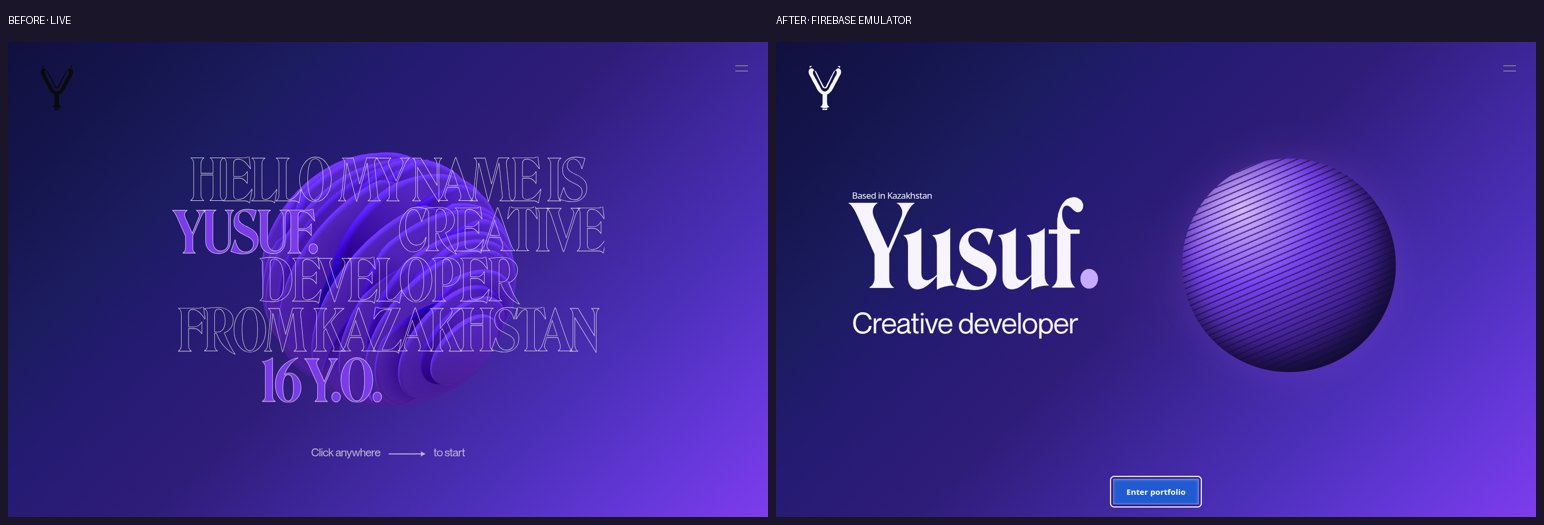 BEFORE · LIVE
HELLO MY NAME IS
YUSUF. CREATIVE
DEVELOPER
FROM KAZAKHSTAN
16 Y.O.
Click anywhere to start
AFTER · FIREBASE EMULATOR
Based in Kazakhstan
Yusuf.
Creative developer
Enter portfolio